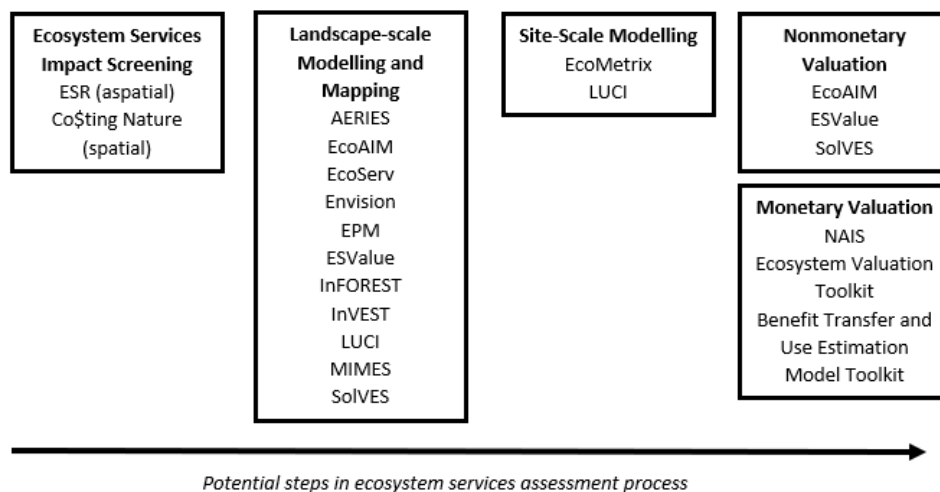 Ecosystem Services
Impact Screening
ESR (aspatial)
Co$ting Nature
(spatial)
Landscape-scale
Modelling and
Mapping
AERIES
EcoAIM
EcoServ
Envision
EPM
ESValue
InFOREST
InVEST
LUCI
MIMES
SolVES
Site-Scale Modelling
EcoMetrix
LUCI
Nonmonetary
Valuation
EcoAIM
ESValue
SolVES
Monetary Valuation
NAIS
Ecosystem Valuation
Toolkit
Benefit Transfer and
Use Estimation
Model Toolkit
Potential steps in ecosystem services assessment process